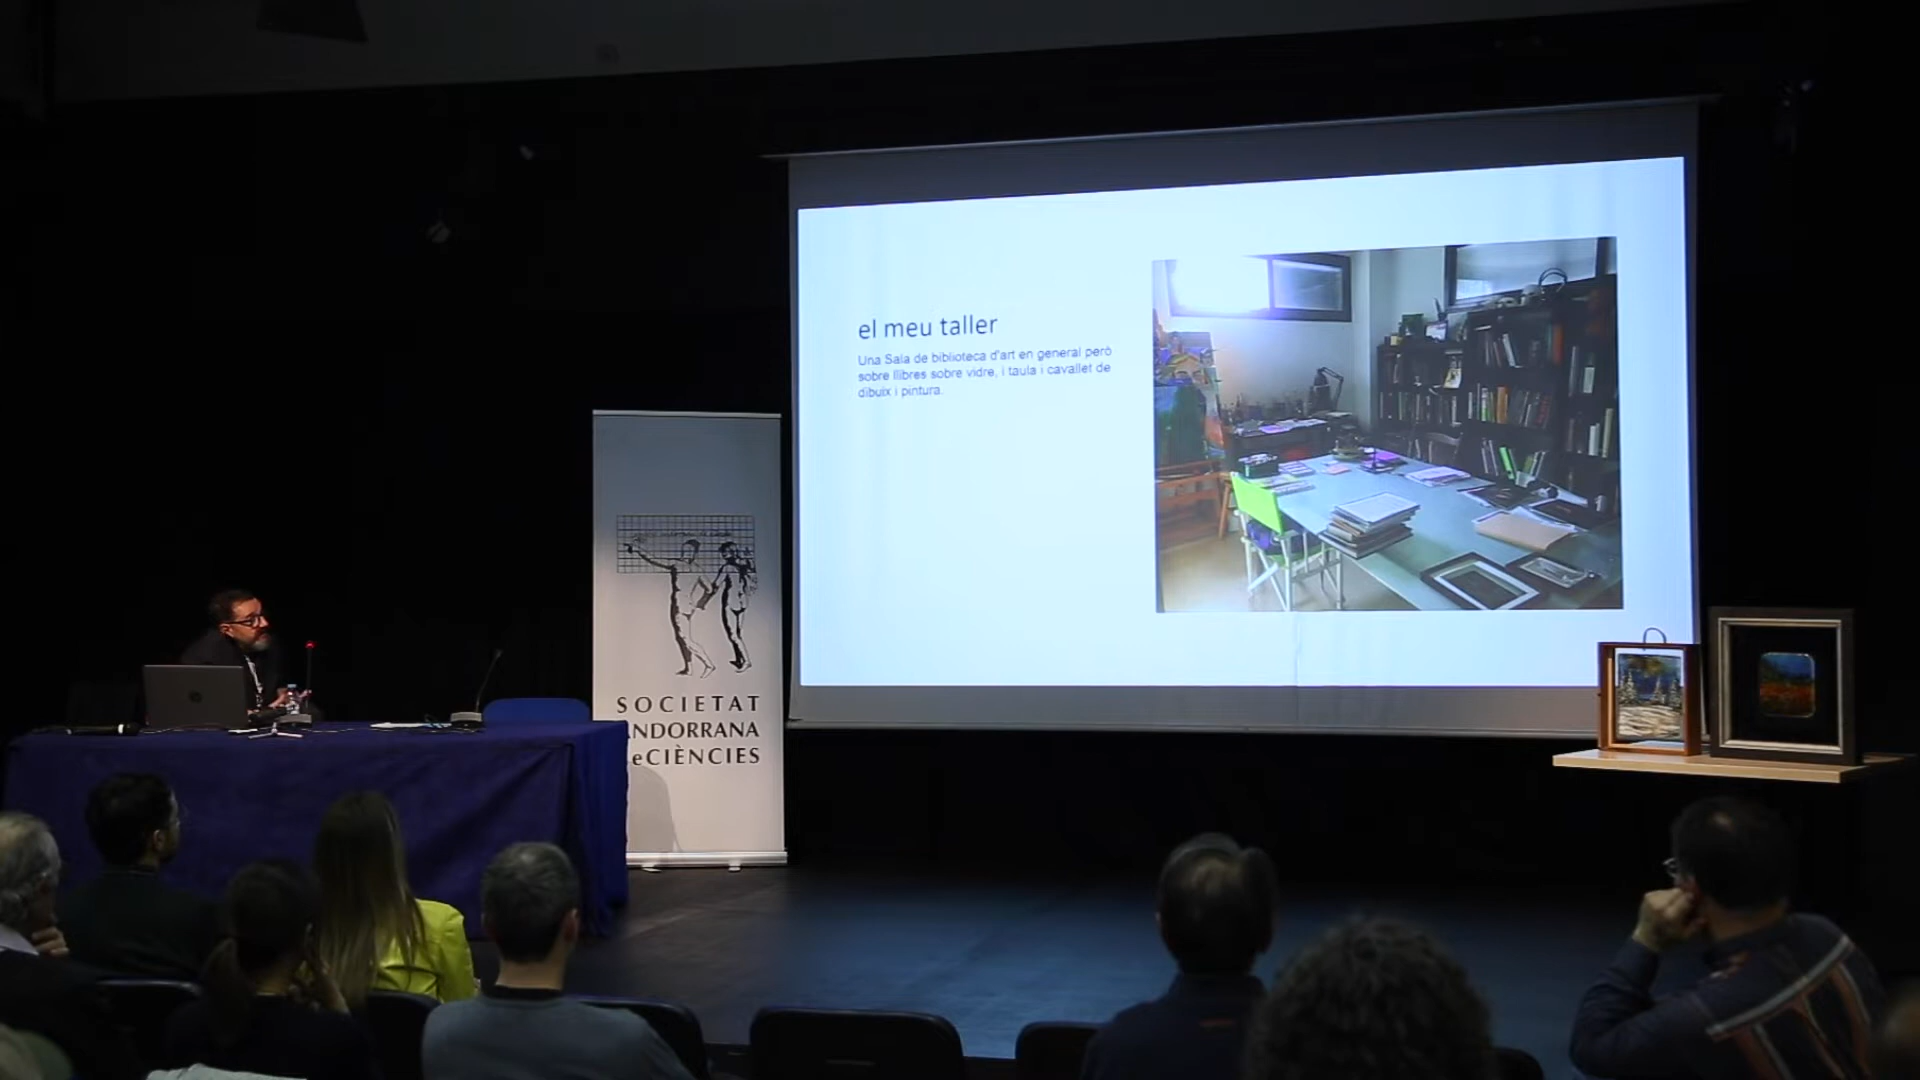 el meu taller
Una Sala de biblioteca d'art en general però
sobre llibres sobre vidre, i taula i cavallet de
dibuix i pintura.
SOCIETAT
ANDORRANA
eCIÈNCIES